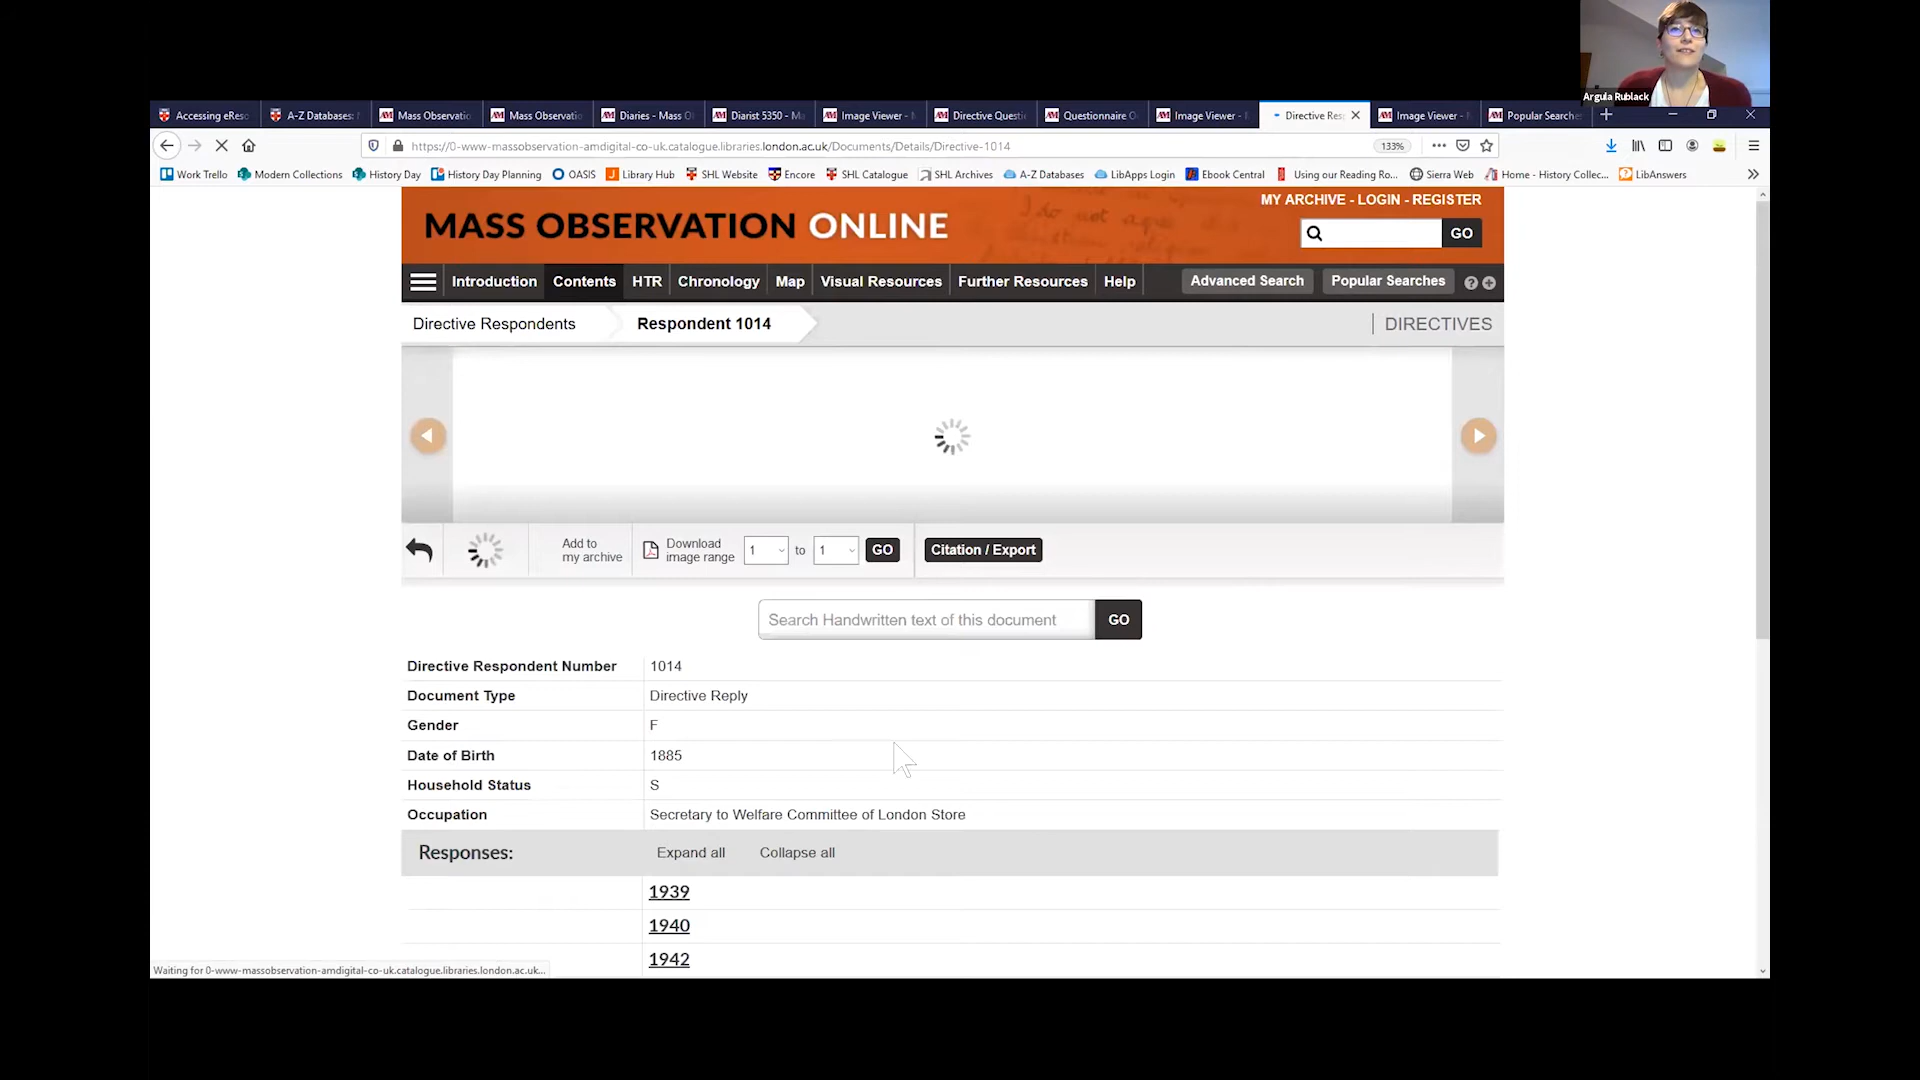 Argula Rublack
Accessing eReso
A-Z Databases:
Mass Observatio
Mass Observatio
Diaries - Mass O
Diarist 5350 - Ma
Image Viewer -
Directive Questi
Questionnaire O
Image Viewer -
Directive Res
Image Viewer -
Popular Searche
https://0-www-massobservation-amdigital-co-uk.catalogue.libraries.london.ac.uk/Documents/Details/Directive-1014
133%
Work Trello
Modern Collections
History Day
History Day Planning
OASIS
Library Hub
SHL Website
Encore
SHL Catalogue
SHL Archives
A-Z Databases
LibApps Login
Ebook Central
Using our Reading Ro...
Sierra Web
Home - History Collec...
LibAnswers
MY ARCHIVE - LOGIN - REGISTER
MASS OBSERVATION ONLINE
GO
Introduction
Contents
HTR
Chronology
Map
Visual Resources
Further Resources
Help
Advanced Search
Popular Searches
Directive Respondents
Respondent 1014
DIRECTIVES
Add to
my archive
Download
image range
1
to
1
GO
Citation / Export
Search Handwritten text of this document
GO
Directive Respondent Number 1014
Document Type Directive Reply
Gender F
Date of Birth 1885
Household Status S
Occupation Secretary to Welfare Committee of London Store
Responses: Expand all Collapse all
1939
1940
1942
Waiting for 0-www-massobservation-amdigital-co-uk.catalogue.libraries.london.ac.uk...